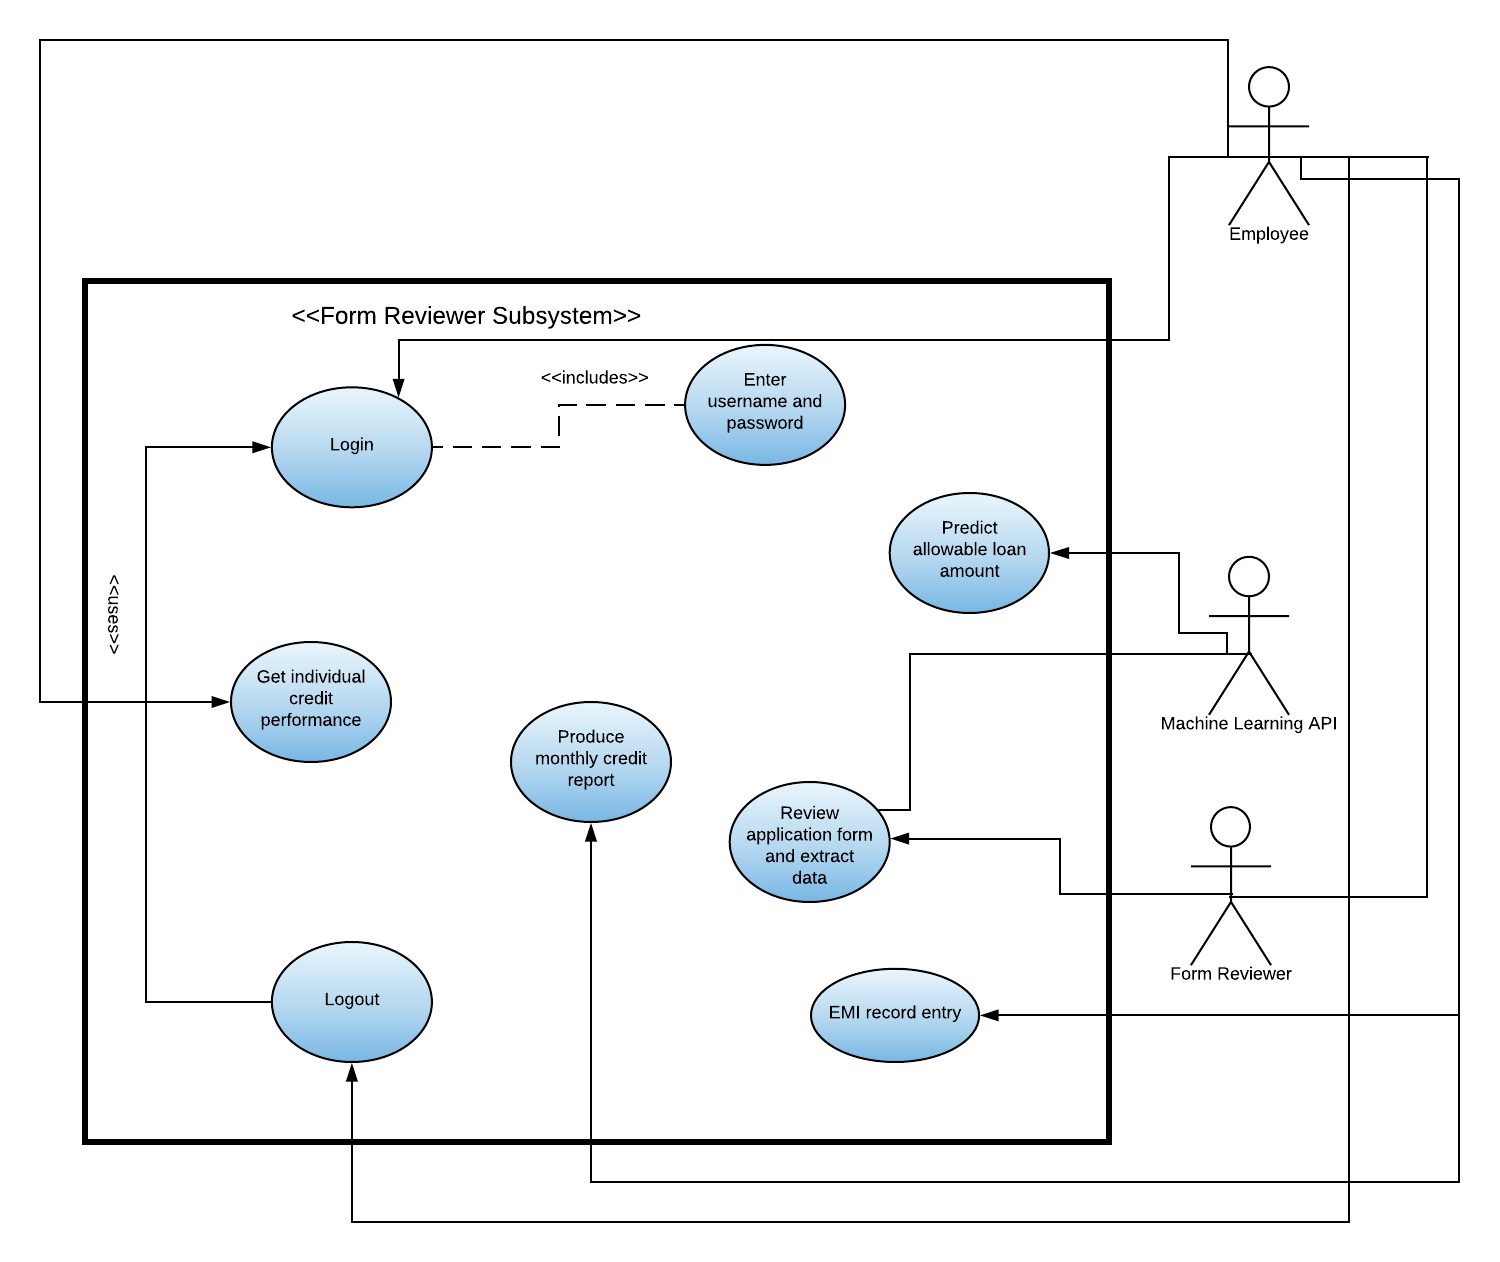 Employee
<<Form Reviewer Subsystem>>
<<includes>>
Enter
username and
password
Login
Predict
allowable loan
amount
<<uses>>
Get individual
credit
performance
Machine Learning API
Produce
monthly credit
report
Review
application form
and extract
data
Form Reviewer
Logout
EMI record entry